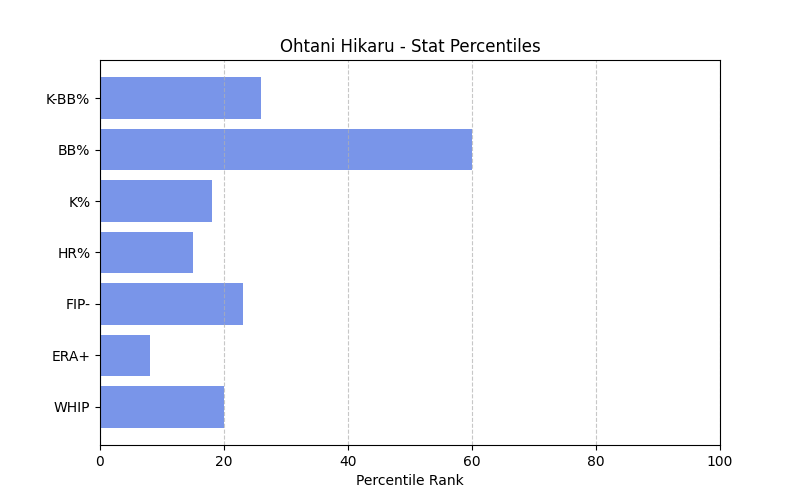 Ohtani Hikaru - Stat Percentiles
K-BB%
BB%
K%
HR%
FIP-
ERA+
WHIP
0 20 40 60 80 100
Percentile Rank